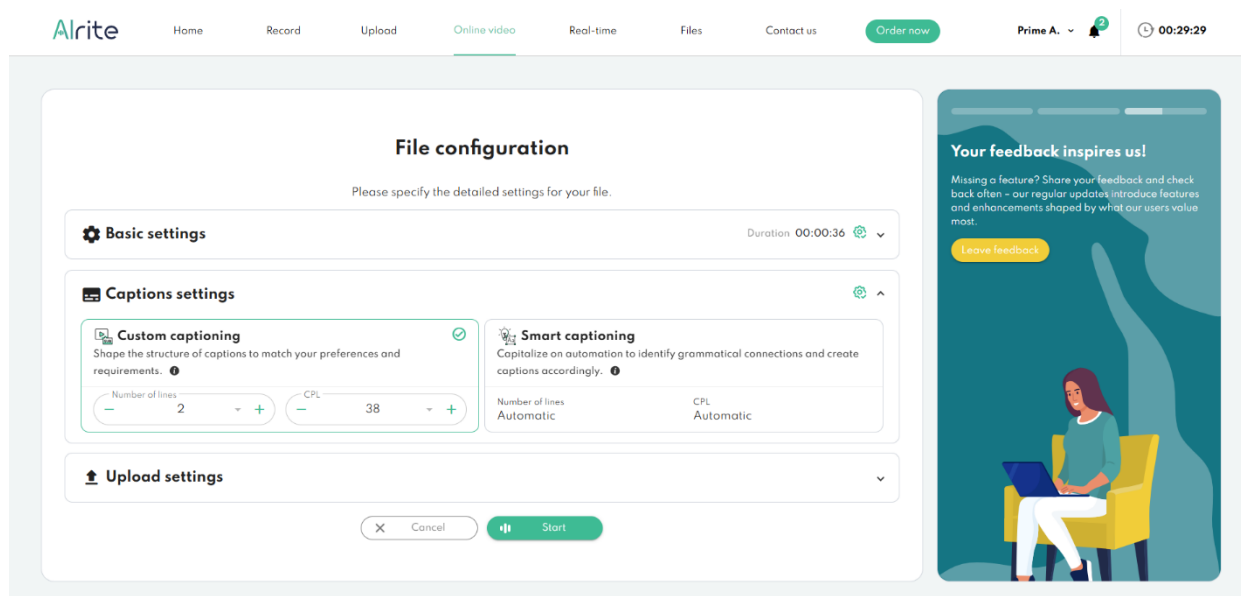 Alrite
Home
Record
Upload
Online video
Real-time
Files
Contact us
Order now
Prime A.
2
00:29:29
File configuration
Please specify the detailed settings for your file.
Basic settings
Duration 00:00:36
Captions settings
Custom captioning
Shape the structure of captions to match your preferences and
requirements.
Number of lines
− 2 +
CPL
− 38 +
Smart captioning
Capitalize on automation to identify grammatical connections and create
captions accordingly.
Number of lines
Automatic
CPL
Automatic
Upload settings
Cancel
Start
Your feedback inspires us!
Missing a feature? Share your feedback and check
back often – our regular updates introduce features
and enhancements shaped by what our users value
most.
Leave feedback